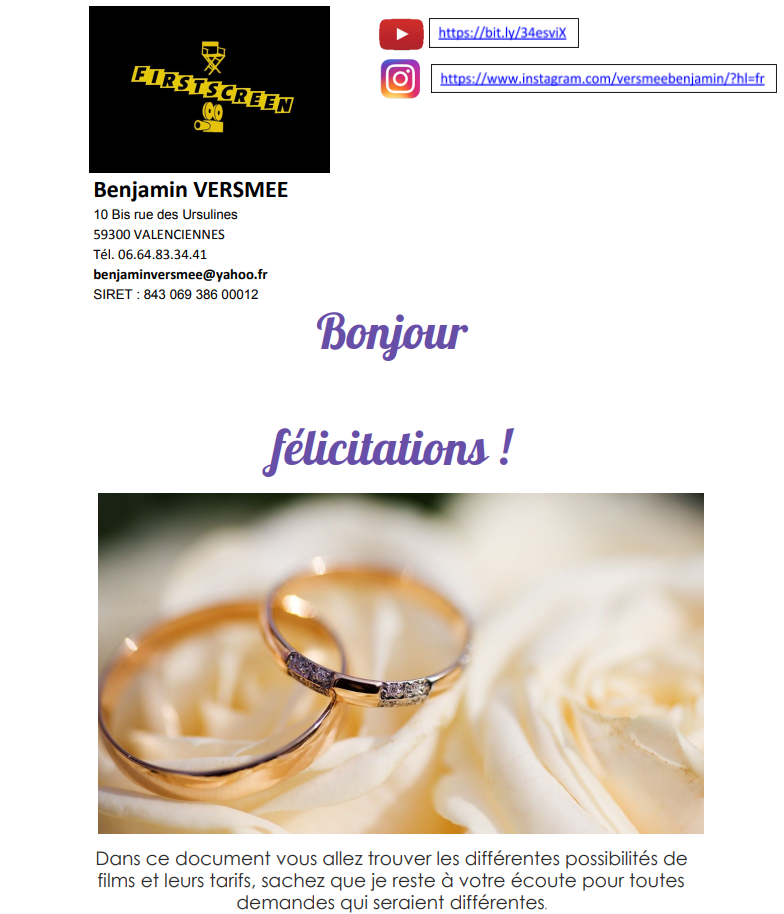 FIRSTSCREEN
https://bit.ly/34esviX
https://www.instagram.com/versmeebenjamin/?hl=fr
Benjamin VERSMEE
10 Bis rue des Ursulines
59300 VALENCIENNES
Tél. 06.64.83.34.41
benjaminversmee@yahoo.fr
SIRET : 843 069 386 00012
Bonjour
félicitations !
Dans ce document vous allez trouver les différentes possibilités de
films et leurs tarifs, sachez que je reste à votre écoute pour toutes
demandes qui seraient différentes.